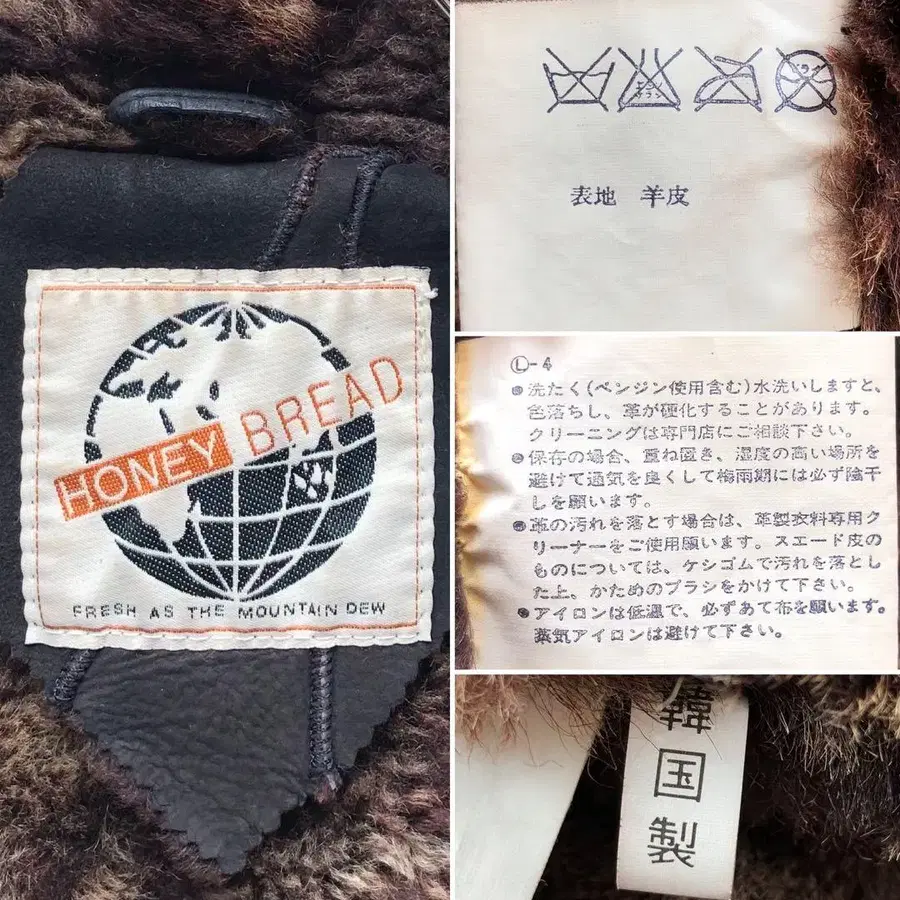 HONEY BREAD
FRESH AS THE MOUNTAIN DEW
表地 羊皮
Ⓛ-4
●洗たく(ベンジン使用含む)水洗いしますと、
色落ちし、革が硬化することがあります。
クリーニングは専門店にご相談下さい。
●保存の場合、重ね置き、湿度の高い場所を
避けて通気を良くして梅雨期には必ず陰干
しを願います。
●革の汚れを落とす場合は、革製衣料専用ク
リーナーをご使用願います。スエード皮の
ものについては、ケシゴムで汚れを落とし
た上、かためのブラシをかけて下さい。
●アイロンは低温で、必ずあて布を願います。
蒸気アイロンは避けて下さい。
韓
国
製